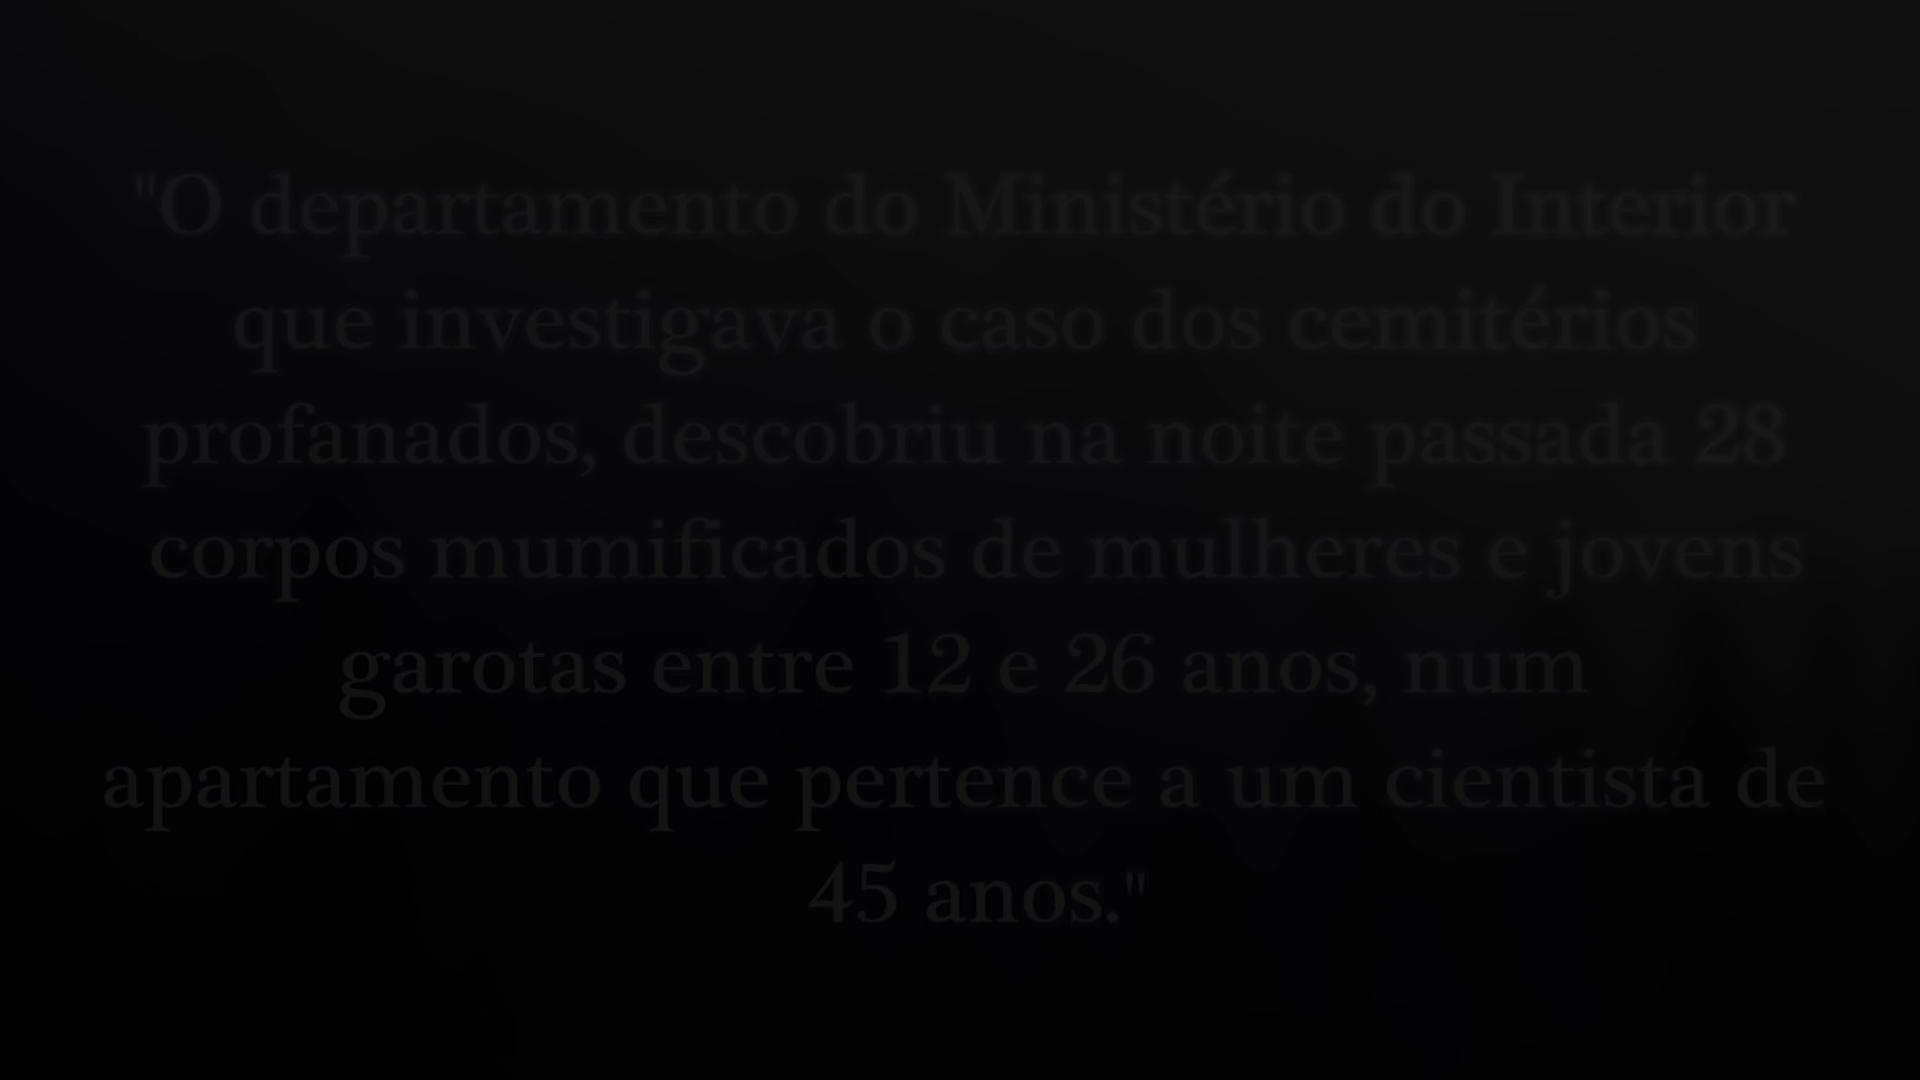 "O departamento do Ministério do Interior
que investigava o caso dos cemitérios
profanados, descobriu na noite passada 28
corpos mumificados de mulheres e jovens
garotas entre 12 e 26 anos, num
apartamento que pertence a um cientista de
45 anos."